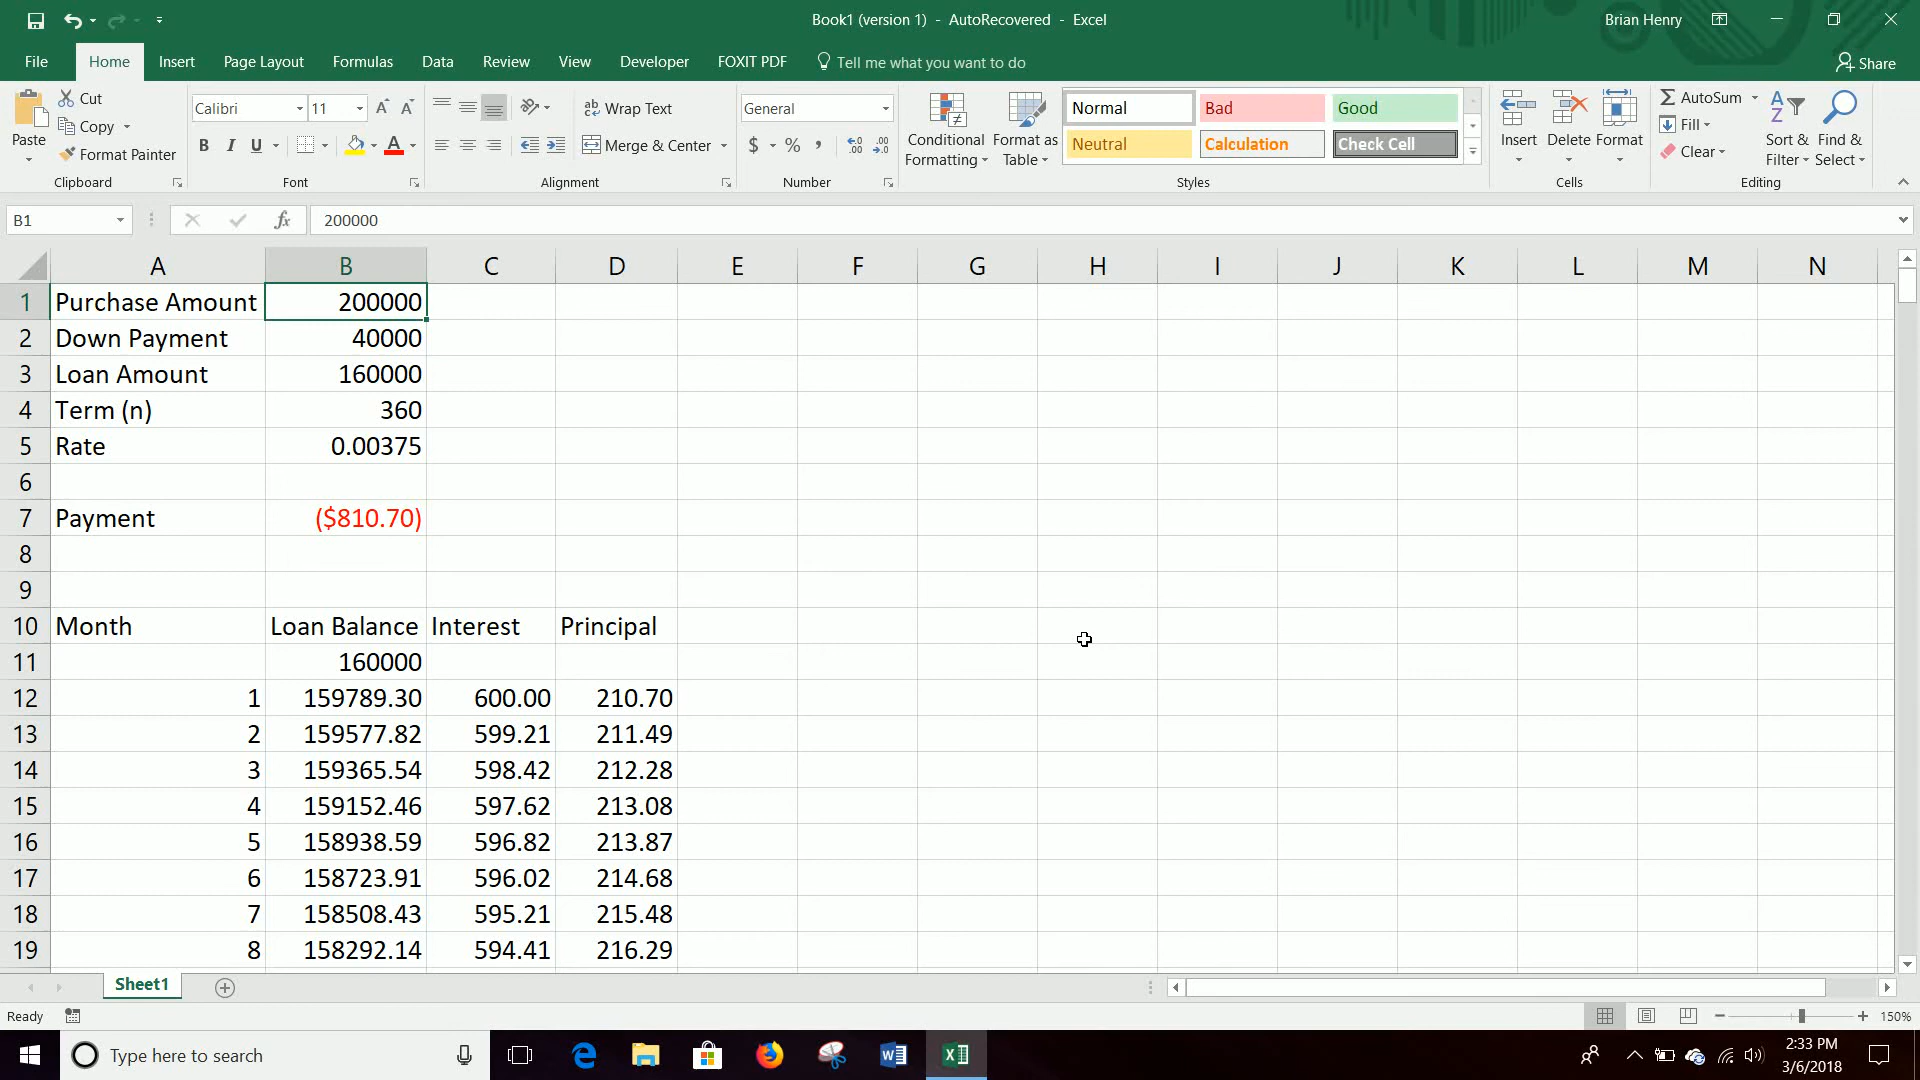 Book1 (version 1) - AutoRecovered - Excel
Brian Henry
File Home Insert Page Layout Formulas Data Review View Developer FOXIT PDF Tell me what you want to do Share
Paste
Cut
Copy
Format Painter
Clipboard
Calibri 11
B I U
Font
Wrap Text
Merge & Center
Alignment
General
$ % ,
Number
Conditional Formatting
Format as Table
Normal Bad Good
Neutral Calculation Check Cell
Styles
Insert Delete Format
Cells
AutoSum
Fill
Clear
Sort & Filter
Find & Select
Editing
B1 fx 200000
A B C D E F G H I J K L M N
1 Purchase Amount 200000
2 Down Payment 40000
3 Loan Amount 160000
4 Term (n) 360
5 Rate 0.00375
6
7 Payment ($810.70)
8
9
10 Month Loan Balance Interest Principal
11 160000
12 1 159789.30 600.00 210.70
13 2 159577.82 599.21 211.49
14 3 159365.54 598.42 212.28
15 4 159152.46 597.62 213.08
16 5 158938.59 596.82 213.87
17 6 158723.91 596.02 214.68
18 7 158508.43 595.21 215.48
19 8 158292.14 594.41 216.29
Sheet1
Ready 150%
Type here to search
2:33 PM
3/6/2018